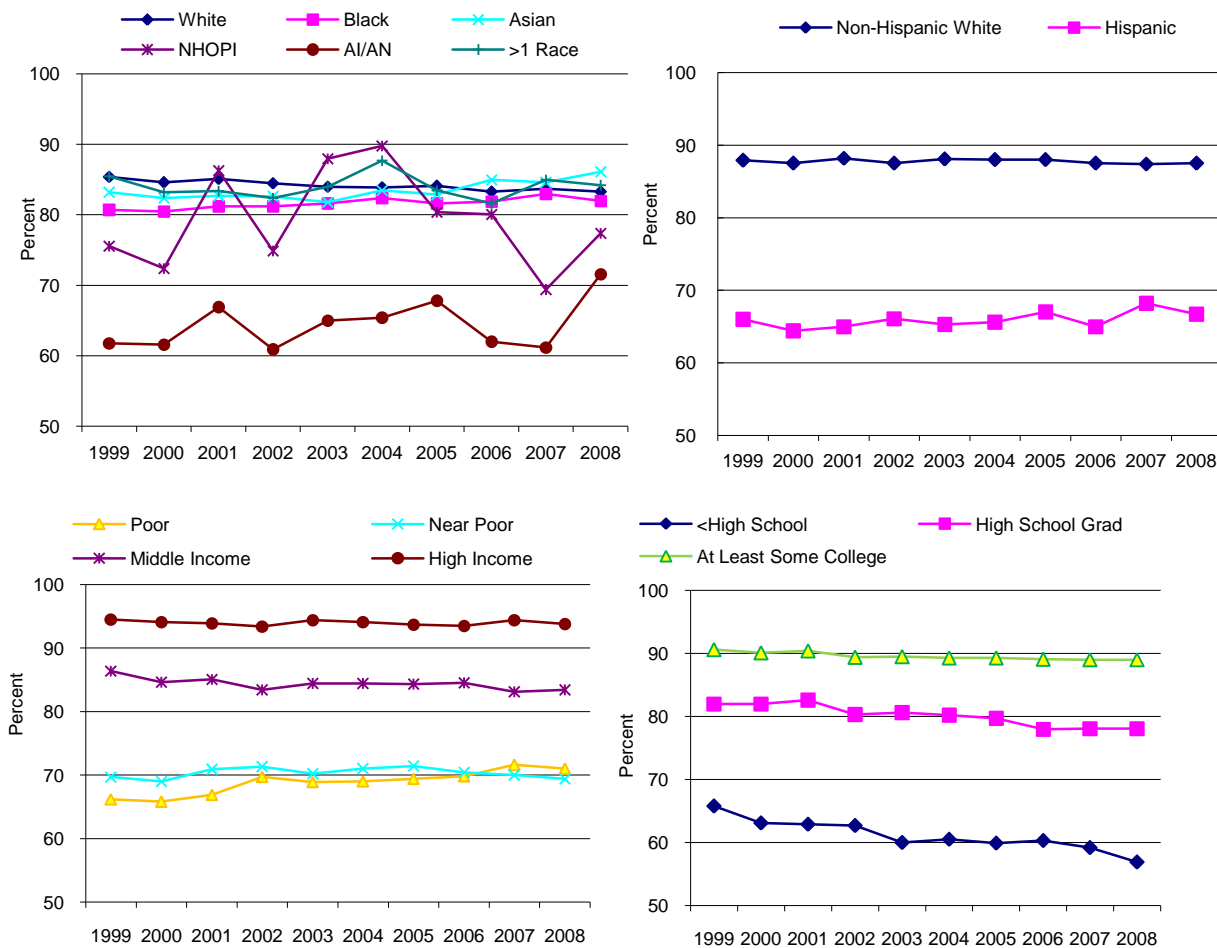 White Black Asian
NHOPI AI/AN >1 Race
100
90
80
70
60
50
Percent
1999 2000 2001 2002 2003 2004 2005 2006 2007 2008
Non-Hispanic White Hispanic
100
90
80
70
60
50
Percent
1999 2000 2001 2002 2003 2004 2005 2006 2007 2008
Poor Near Poor
Middle Income High Income
100
90
80
70
60
50
Percent
1999 2000 2001 2002 2003 2004 2005 2006 2007 2008
<High School High School Grad
At Least Some College
100
90
80
70
60
50
Percent
1999 2000 2001 2002 2003 2004 2005 2006 2007 2008